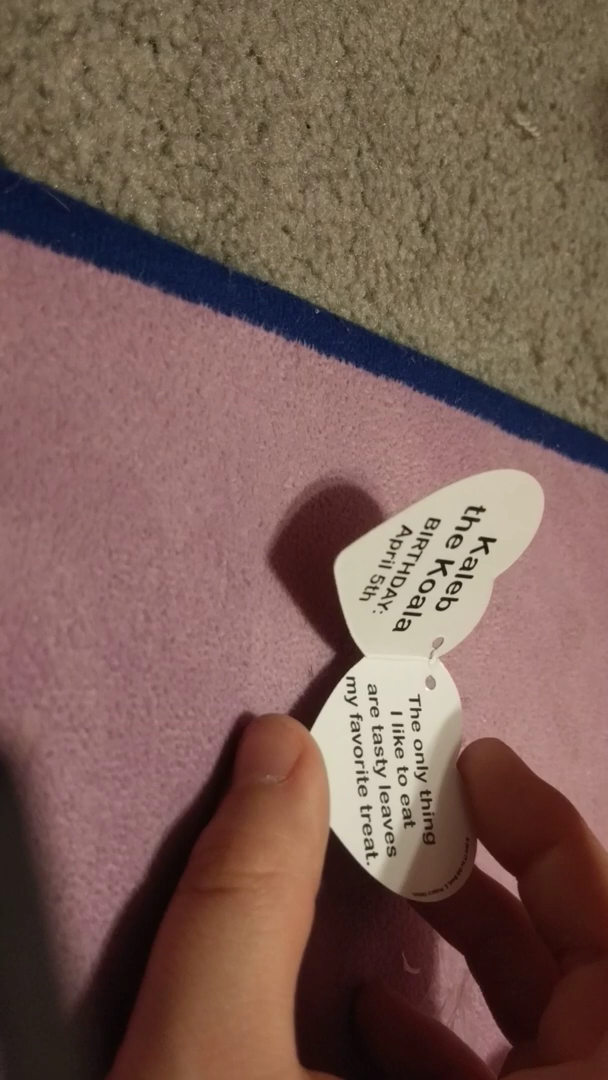 Kaleb
the Koala
BIRTHDAY:
April 5th
The only thing
I like to eat
are tasty leaves
my favorite treat.